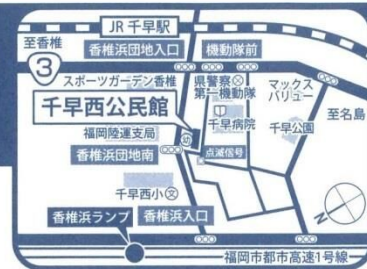 JR 千早駅
至香椎
香椎浜団地入口
機動隊前
3
スポーツガーデン香椎
県警察
第一機動隊
マックス
バリュー
千早西公民館
千早病院
千早公園
至名島
福岡陸運支局
幼
点滅信号
香椎浜団地南
千早西小
文
香椎浜ランプ
香椎浜入口
N
福岡市都市高速1号線